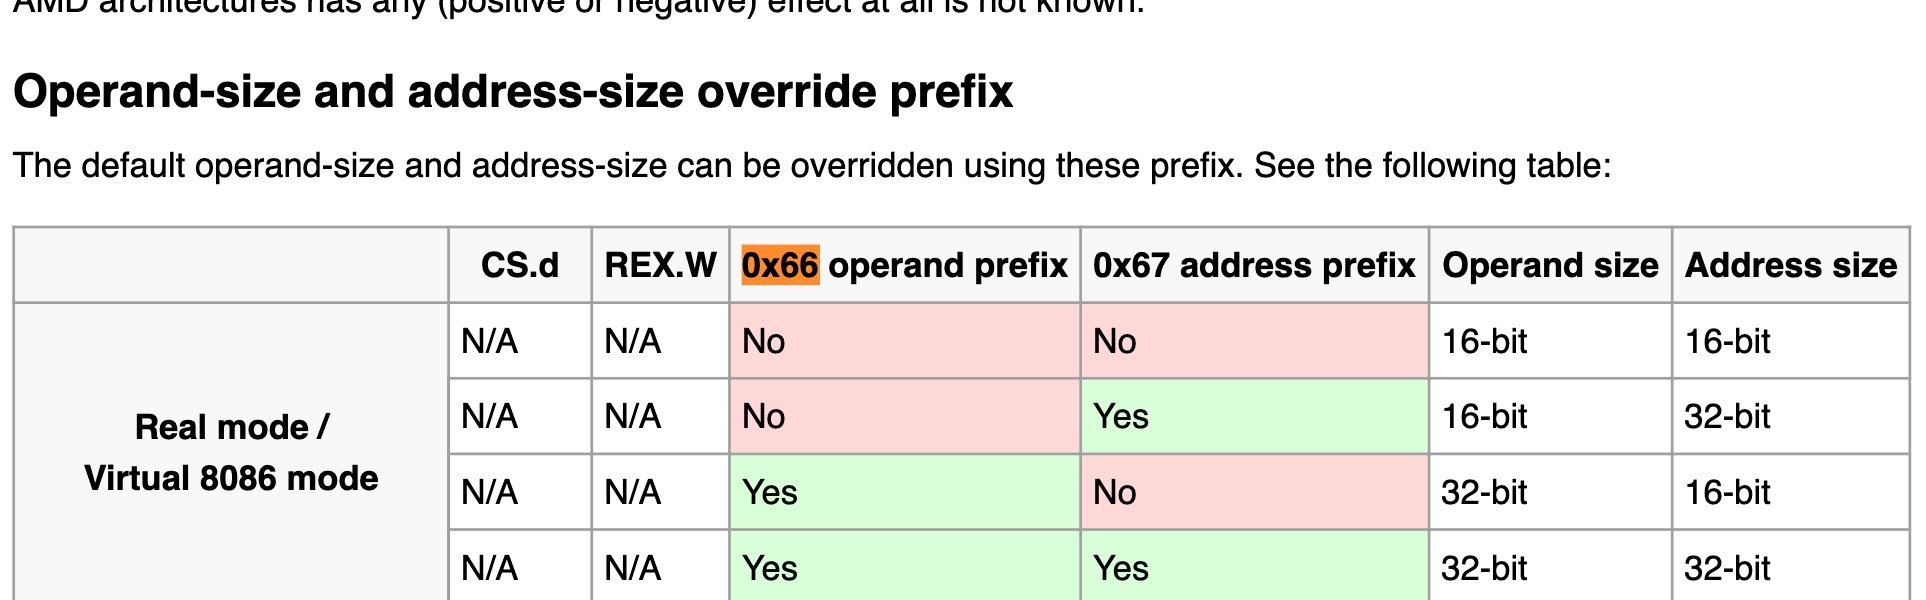 AMD architectures has any (positive or negative) effect at all is not known.
Operand-size and address-size override prefix
The default operand-size and address-size can be overridden using these prefix. See the following table:
CS.d REX.W 0x66 operand prefix 0x67 address prefix Operand size Address size
Real mode /
Virtual 8086 mode
N/A N/A No No 16-bit 16-bit
N/A N/A No Yes 16-bit 32-bit
N/A N/A Yes No 32-bit 16-bit
N/A N/A Yes Yes 32-bit 32-bit